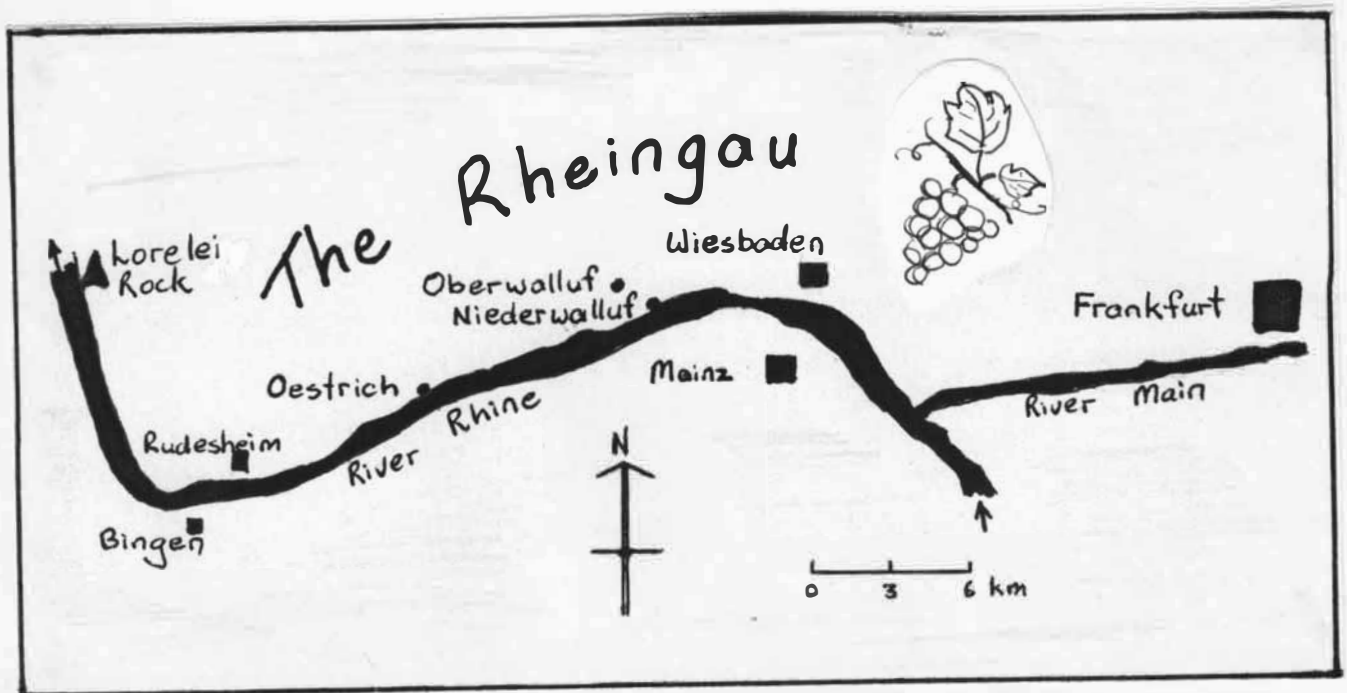 The Rheingau
Lorelei
Rock
Wiesbaden
Oberwalluf
Niederwalluf
Frankfurt
Mainz
Oestrich
River Rhine
River Main
Rudesheim
Bingen
N
0 3 6 km